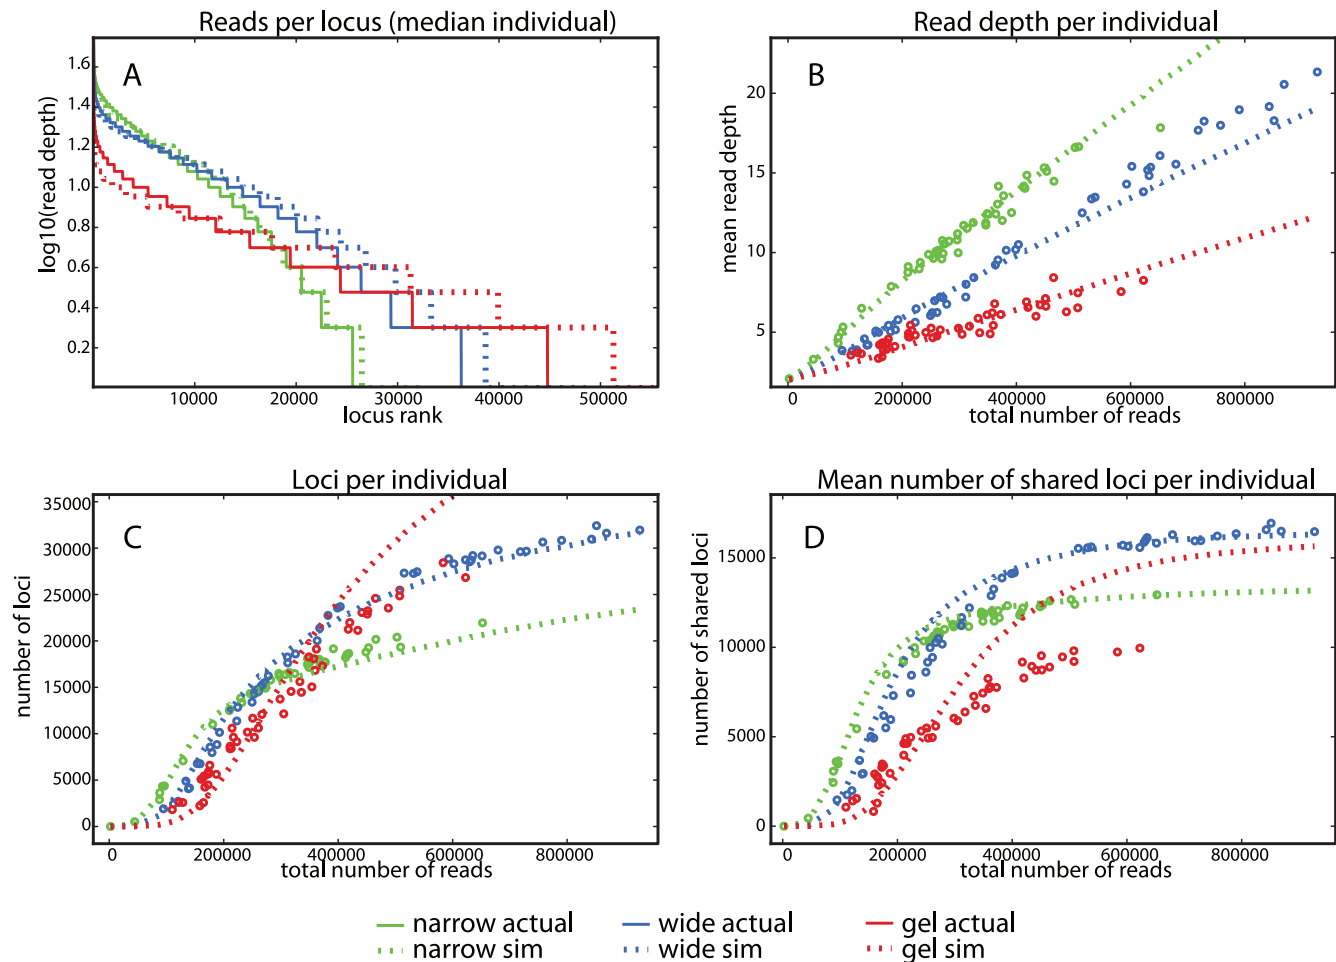 Reads per locus (median individual)
A
log10(read depth)
1.6
1.4
1.2
1.0
0.8
0.6
0.4
0.2
10000 20000 30000 40000 50000
locus rank
Read depth per individual
B
mean read depth
20
15
10
5
0 200000 400000 600000 800000
total number of reads
Loci per individual
C
number of loci
35000
30000
25000
20000
15000
10000
5000
0
0 200000 400000 600000 800000
total number of reads
Mean number of shared loci per individual
D
number of shared loci
15000
10000
5000
0
0 200000 400000 600000 800000
total number of reads
narrow actual wide actual gel actual
narrow sim wide sim gel sim